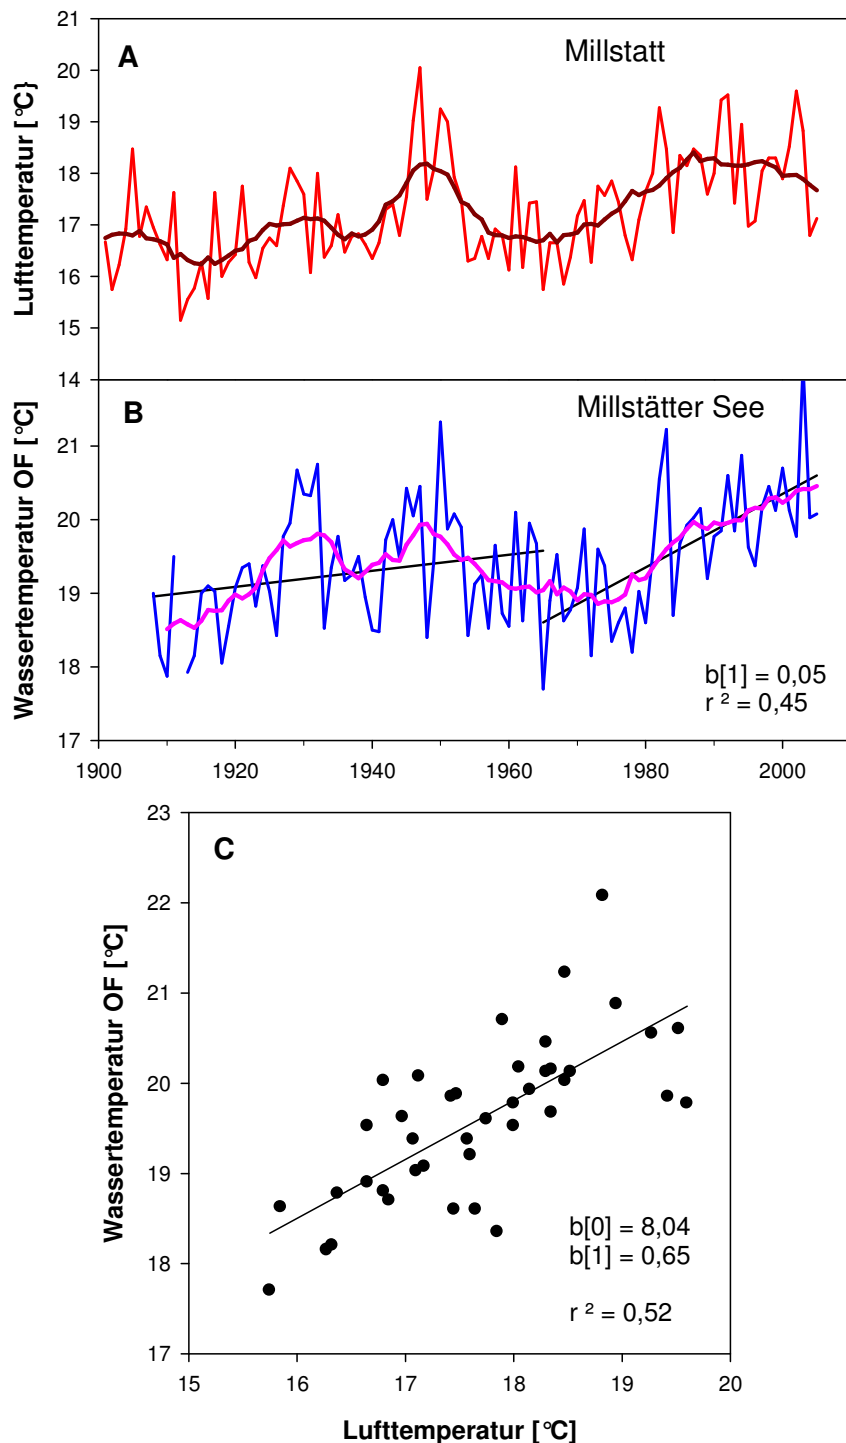 A
Millstatt
Lufttemperatur [°C}
21
20
19
18
17
16
15
14
B
Millstätter See
Wassertemperatur OF [°C]
21
20
19
18
17
b[1] = 0,05
r ² = 0,45
1900 1920 1940 1960 1980 2000
C
Wassertemperatur OF [°C]
23
22
21
20
19
18
17
b[0] = 8,04
b[1] = 0,65
r ² = 0,52
15 16 17 18 19 20
Lufttemperatur [°C]